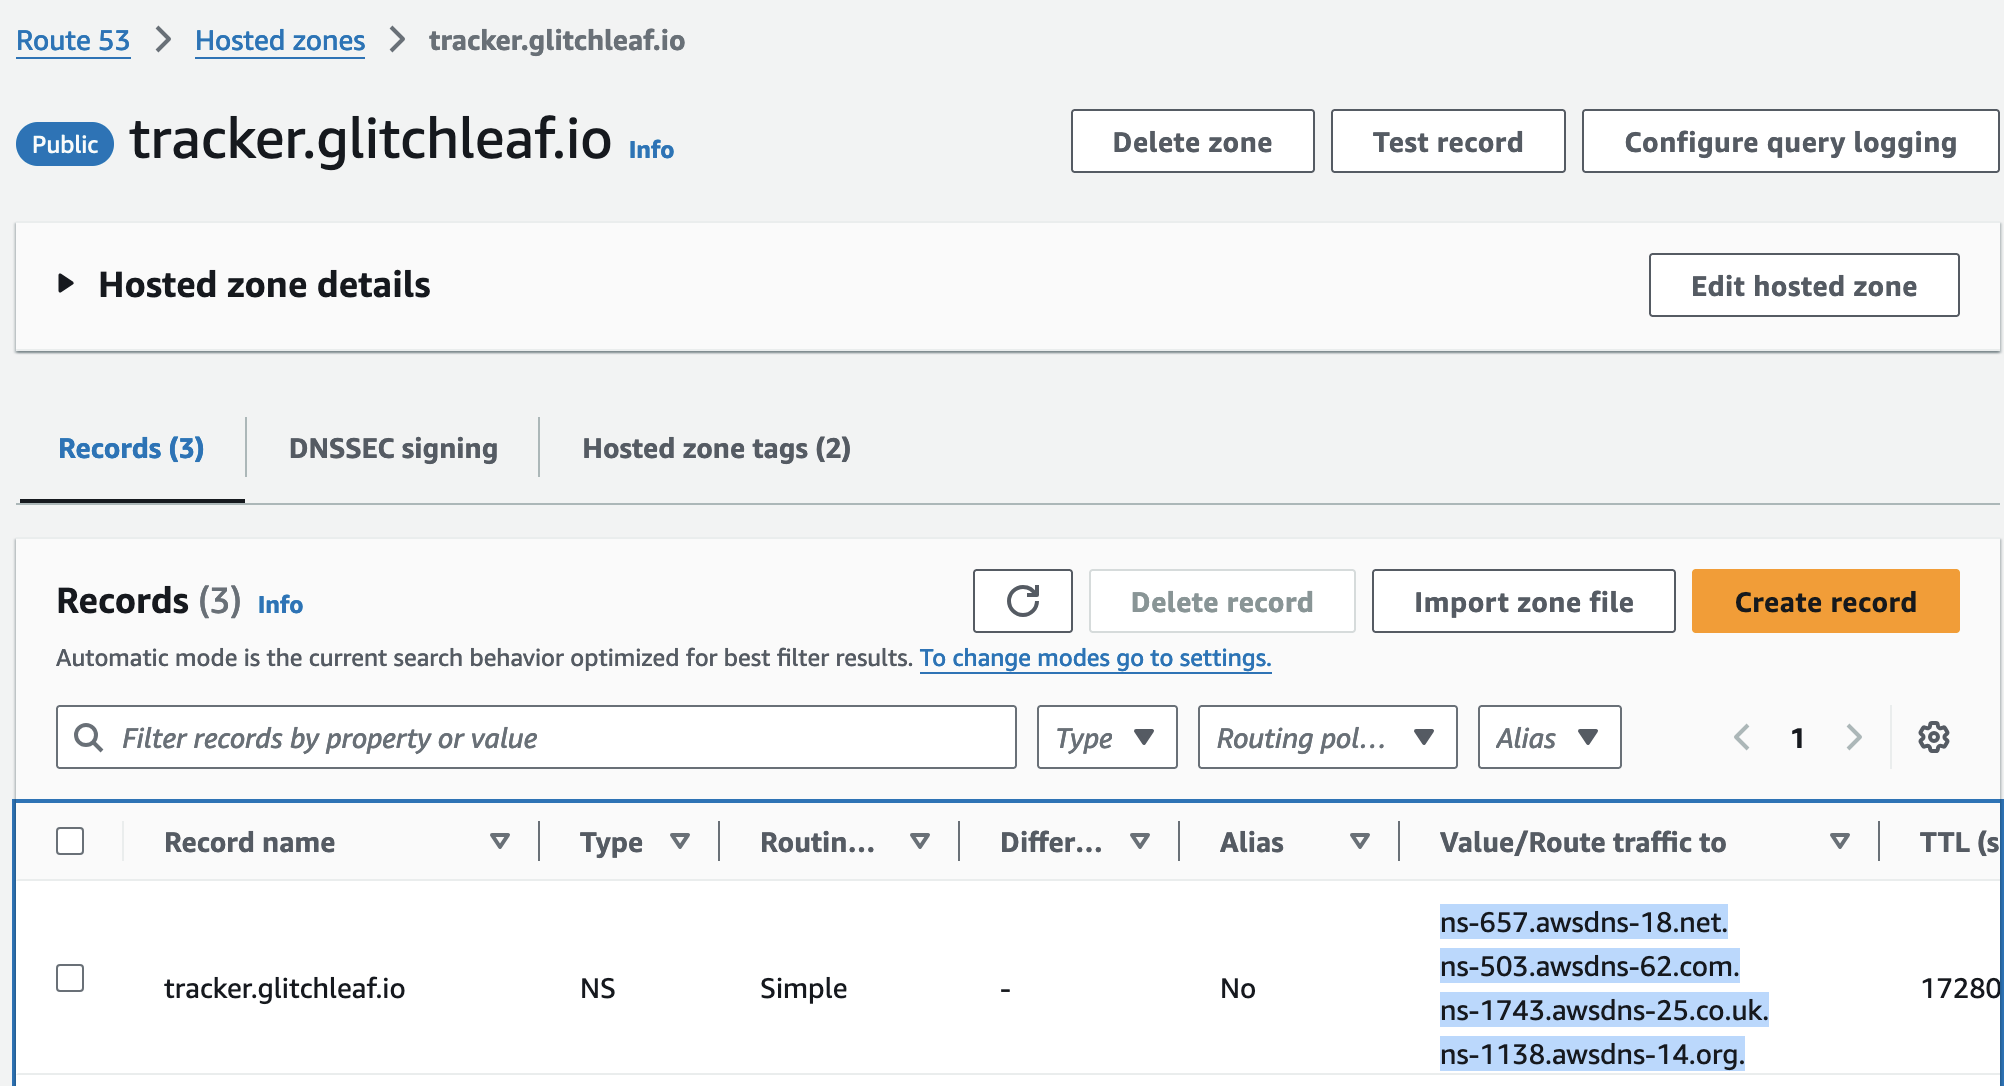 Route 53 > Hosted zones > tracker.glitchleaf.io
Public tracker.glitchleaf.io Info
Delete zone Test record Configure query logging
Hosted zone details Edit hosted zone
Records (3) DNSSEC signing Hosted zone tags (2)
Records (3) Info Delete record Import zone file Create record
Automatic mode is the current search behavior optimized for best filter results. To change modes go to settings.
Filter records by property or value Type Routing pol... Alias 1
Record name Type Routin... Differ... Alias Value/Route traffic to TTL (s
tracker.glitchleaf.io NS Simple - No
ns-657.awsdns-18.net.
ns-503.awsdns-62.com.
ns-1743.awsdns-25.co.uk.
ns-1138.awsdns-14.org.
17280